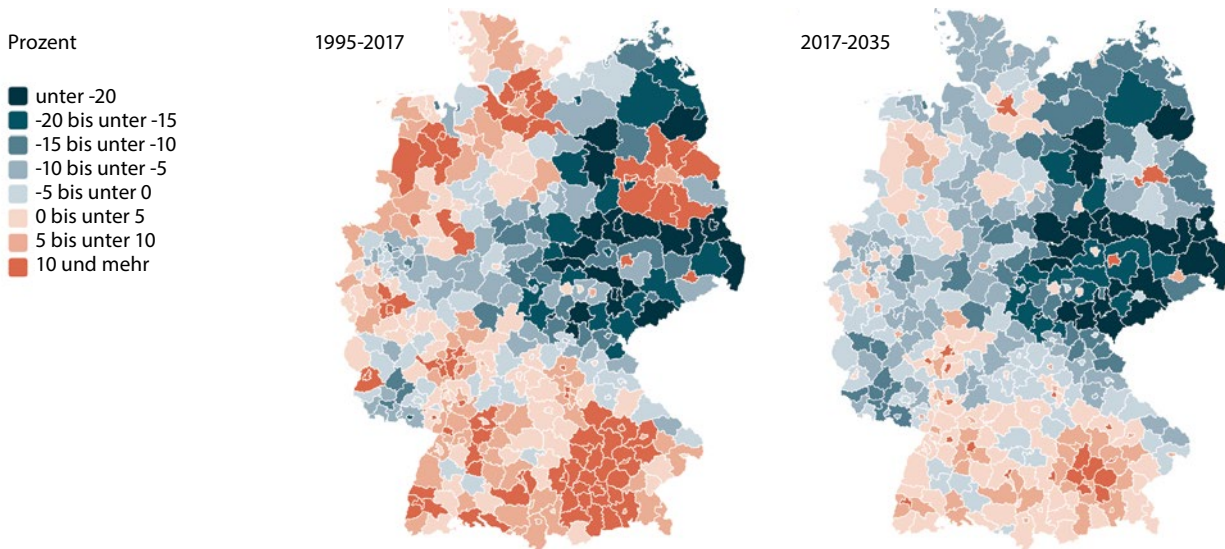 Prozent
1995-2017
2017-2035
unter -20
-20 bis unter -15
-15 bis unter -10
-10 bis unter -5
-5 bis unter 0
0 bis unter 5
5 bis unter 10
10 und mehr